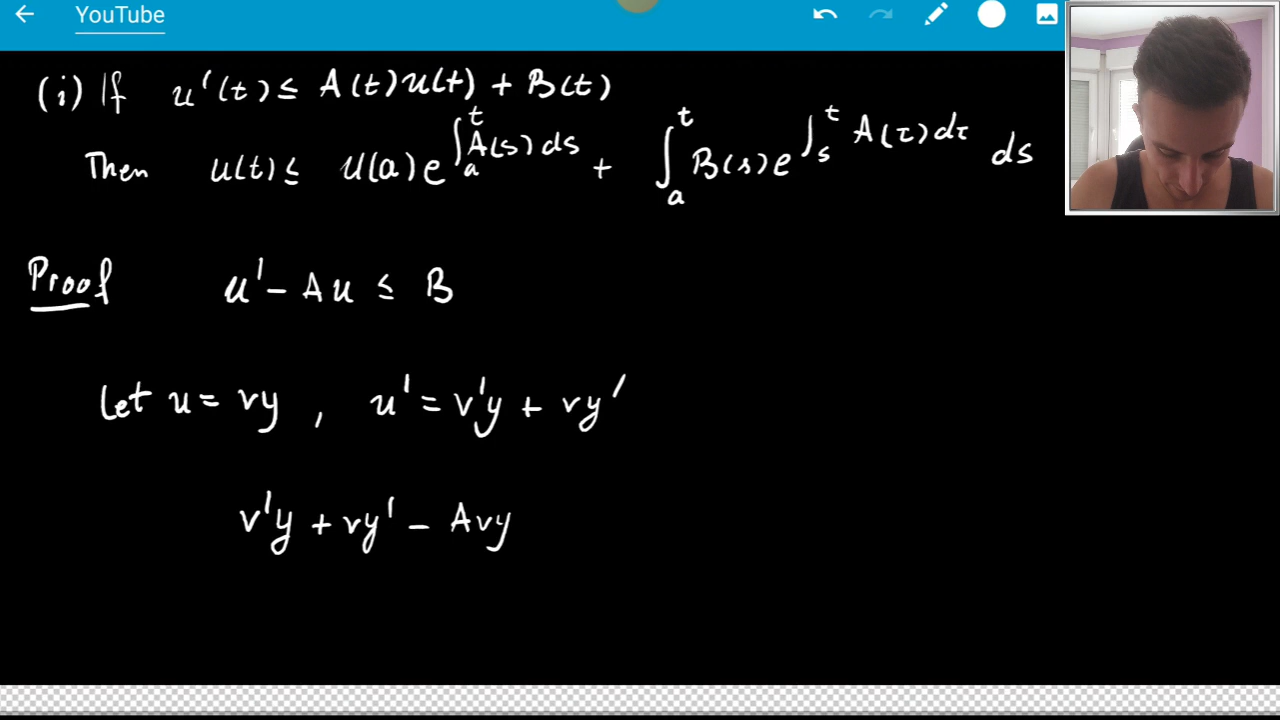 YouTube
(i) If u'(t) ≤ A(t)u(t) + B(t)
Then u(t) ≤ u(a)e^{∫_a^t A(s)ds} + ∫_a^t B(s)e^{∫_s^t A(τ)dτ} ds
Proof u' - Au ≤ B
Let u = vy, u' = v'y + vy'
v'y + vy' - Avy